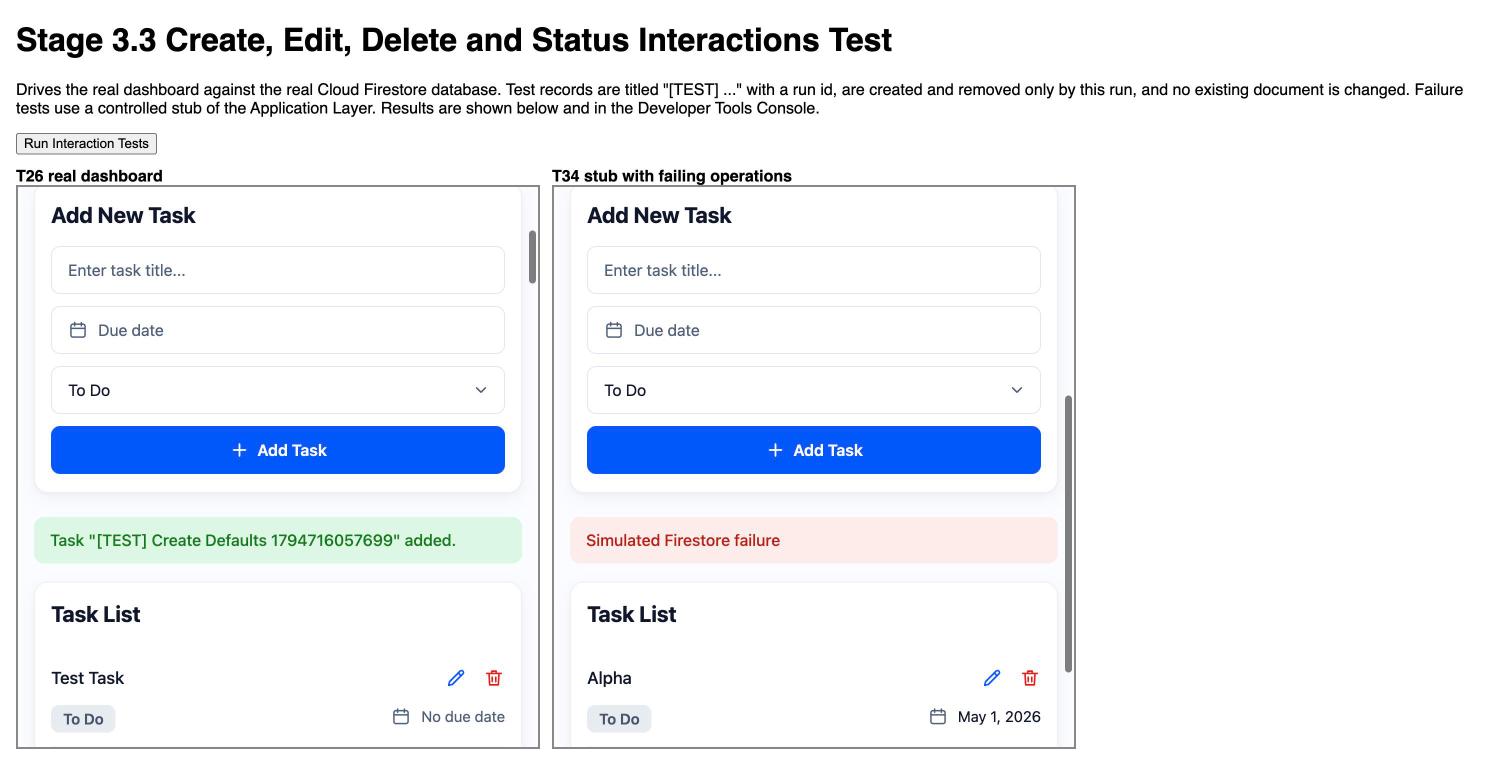 Stage 3.3 Create, Edit, Delete and Status Interactions Test
Drives the real dashboard against the real Cloud Firestore database. Test records are titled "[TEST] ..." with a run id, are created and removed only by this run, and no existing document is changed. Failure
tests use a controlled stub of the Application Layer. Results are shown below and in the Developer Tools Console.
Run Interaction Tests
T26 real dashboard
Add New Task
Enter task title...
Due date
To Do
Add Task
Task "[TEST] Create Defaults 1794716057699" added.
Task List
Test Task
To Do
No due date
T34 stub with failing operations
Add New Task
Enter task title...
Due date
To Do
Add Task
Simulated Firestore failure
Task List
Alpha
To Do
May 1, 2026